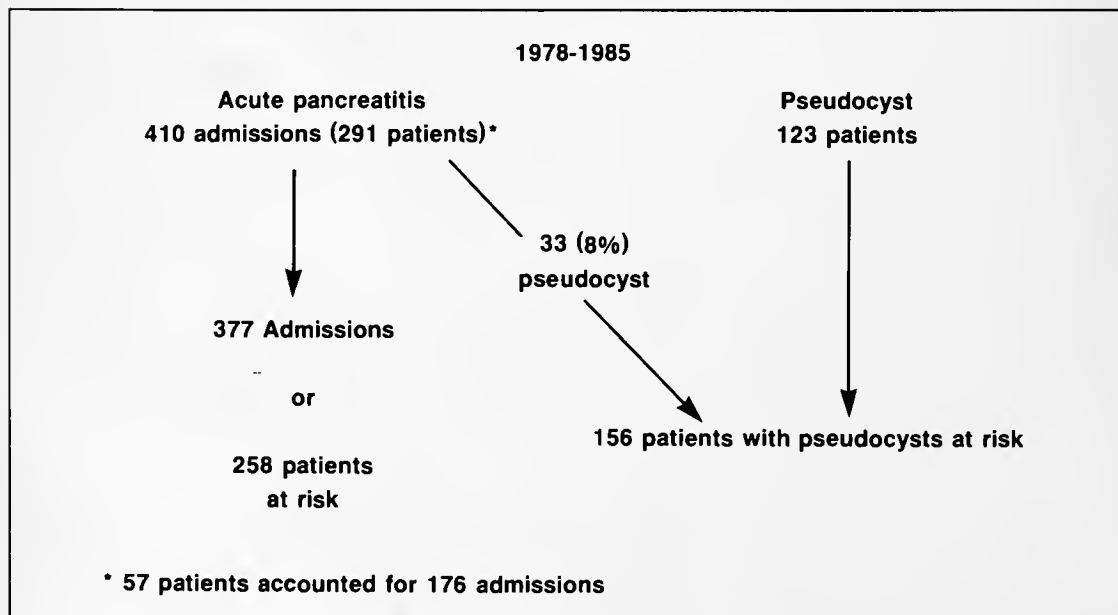 1978-1985
Acute pancreatitis
410 admissions (291 patients)*
Pseudocyst
123 patients
33 (8%)
pseudocyst
377 Admissions
or
258 patients
at risk
156 patients with pseudocysts at risk
* 57 patients accounted for 176 admissions